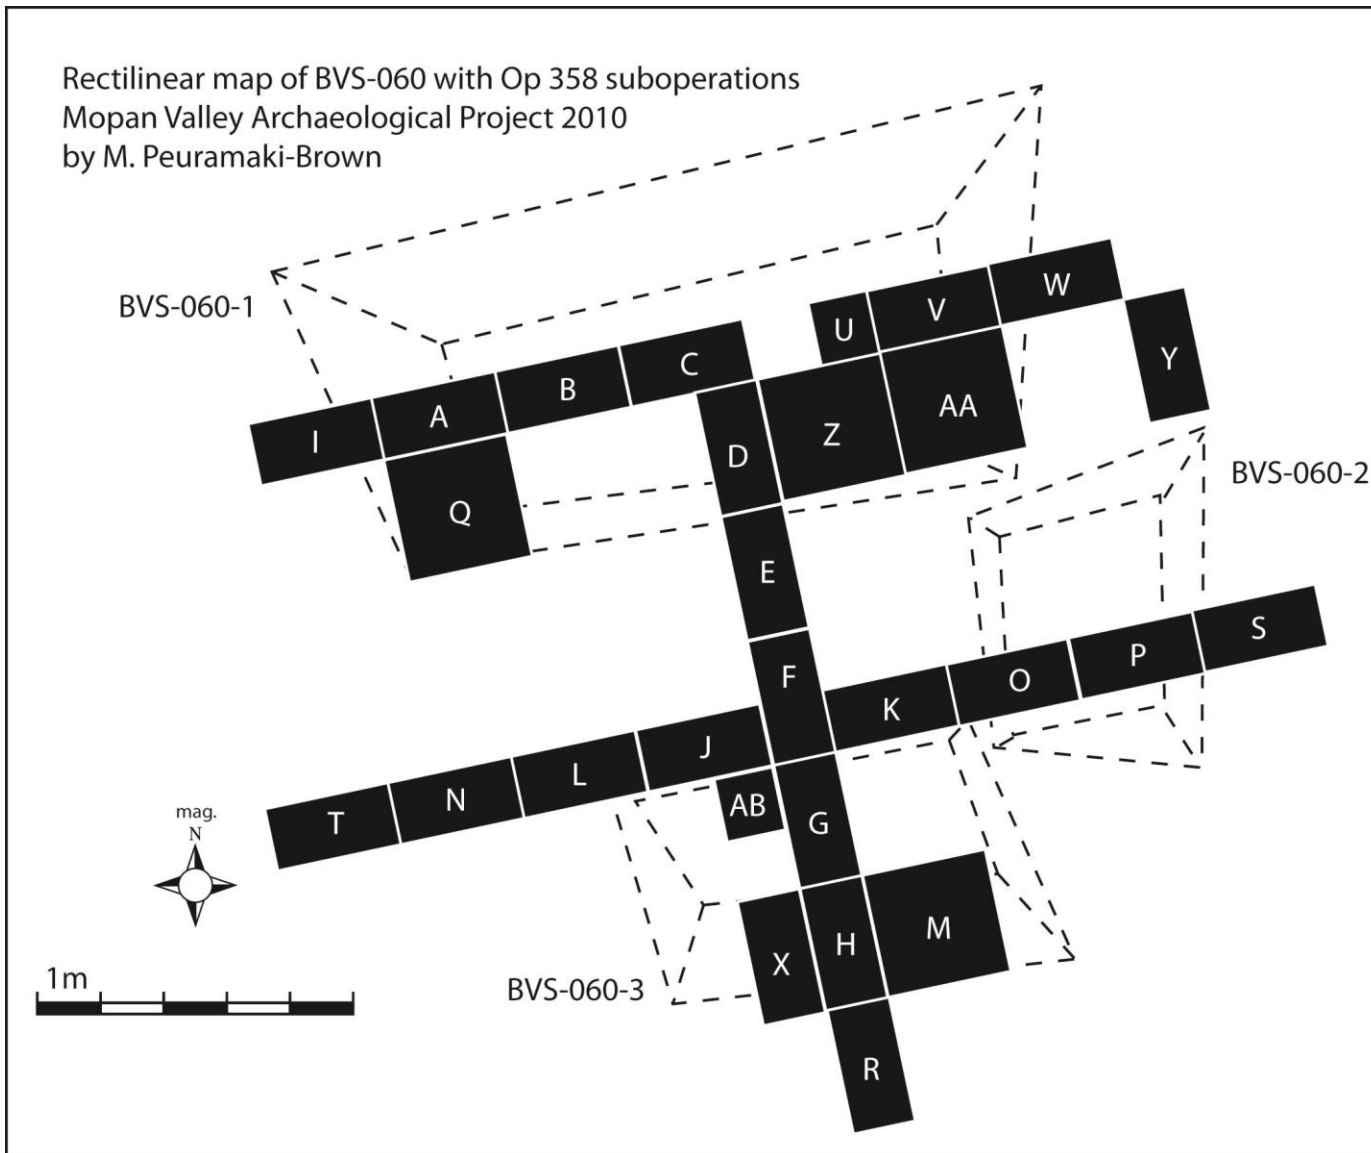 Rectilinear map of BVS-060 with Op 358 suboperations
Mopan Valley Archaeological Project 2010
by M. Peuramaki-Brown
BVS-060-1
W
V
U
Y
C
B
A
I
AA
Z
D
Q
BVS-060-2
E
S
P
O
F
K
J
L
N
T
AB
G
mag.
N
M
H
X
1m
BVS-060-3
R